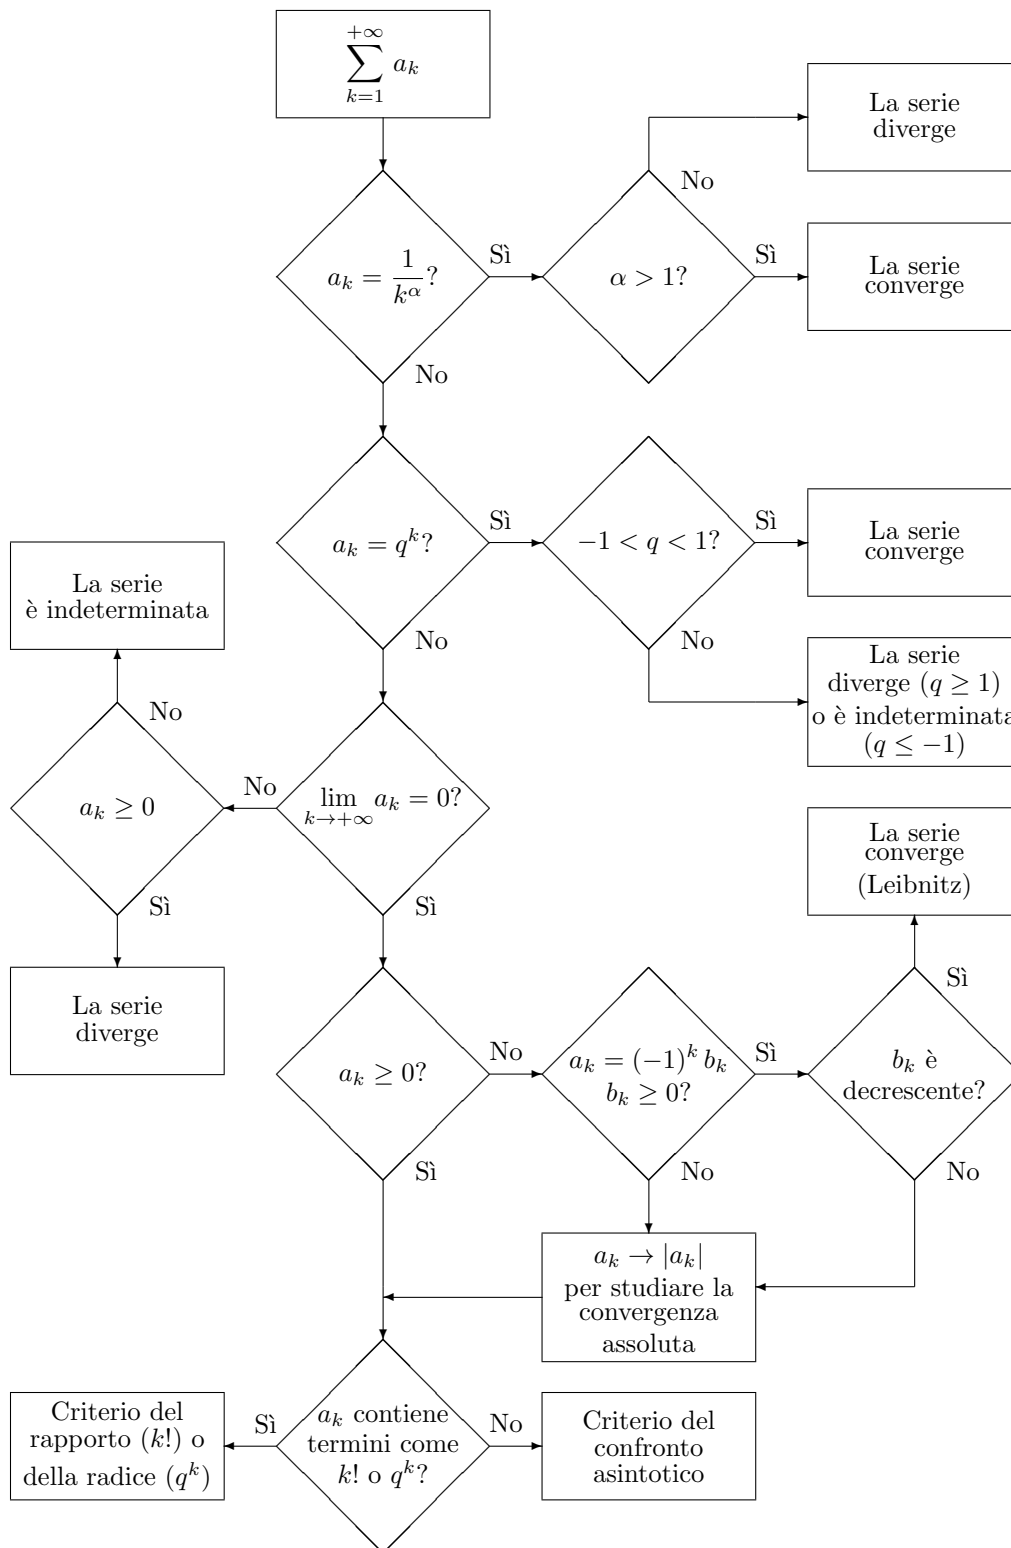 $\sum_{k=1}^{+\infty} a_k$
La serie
diverge
No
$a_k = \frac{1}{k^\alpha}$?
Sì
$\alpha > 1$?
Sì
La serie
converge
No
$a_k = q^k$?
Sì
$-1 < q < 1$?
Sì
La serie
converge
La serie
è indeterminata
No
No
La serie
diverge ($q \geq 1$)
o è indeterminata
($q \leq -1$)
No
$a_k \geq 0$
No
$\lim_{k \to +\infty} a_k = 0$?
La serie
converge
(Leibnitz)
Sì
Sì
La serie
diverge
Sì
$a_k \geq 0$?
No
$a_k = (-1)^k b_k$
$b_k \geq 0$?
Sì
$b_k$ è
decrescente?
Sì
No
No
$a_k \to |a_k|$
per studiare la
convergenza
assoluta
Criterio del
rapporto ($k!$) o
della radice ($q^k$)
Sì
$a_k$ contiene
termini come
$k!$ o $q^k$?
No
Criterio del
confronto
asintotico